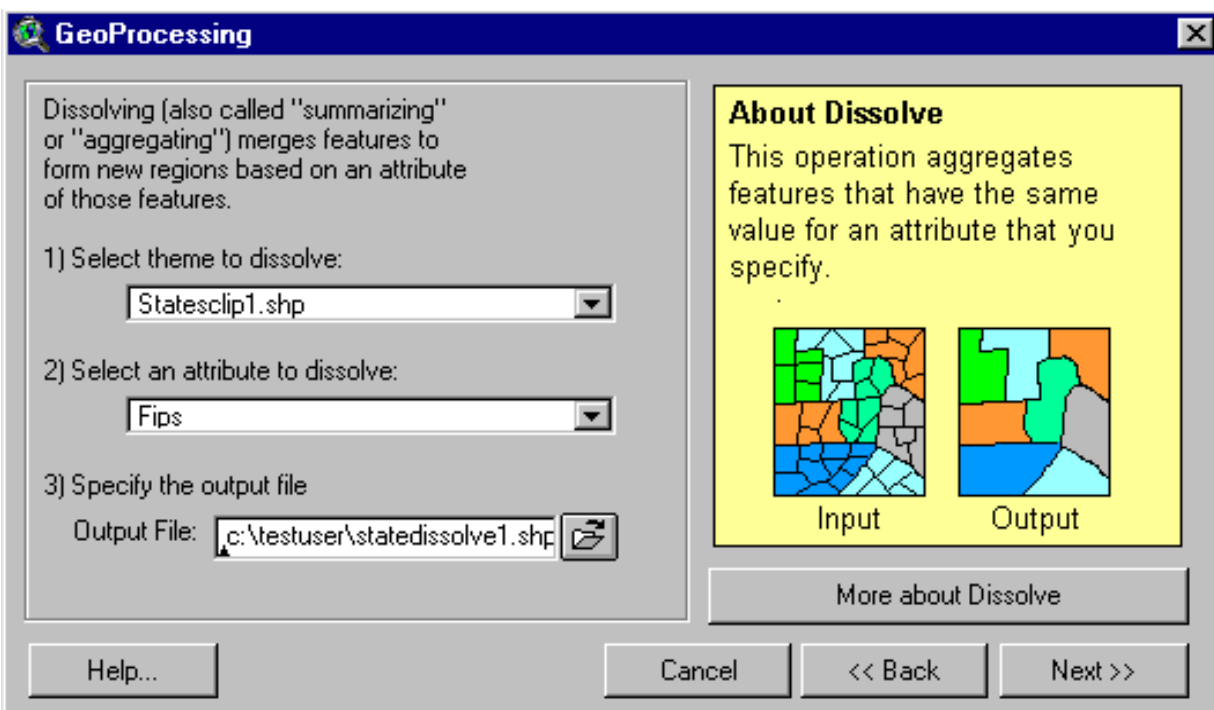 GeoProcessing
Dissolving (also called "summarizing"
or "aggregating") merges features to
form new regions based on an attribute
of those features.
1) Select theme to dissolve:
Statesclip1.shp
2) Select an attribute to dissolve:
Fips
3) Specify the output file
Output File: c:\testuser\statedissolve1.shp
About Dissolve
This operation aggregates
features that have the same
value for an attribute that you
specify.
Input Output
More about Dissolve
Help... Cancel << Back Next >>